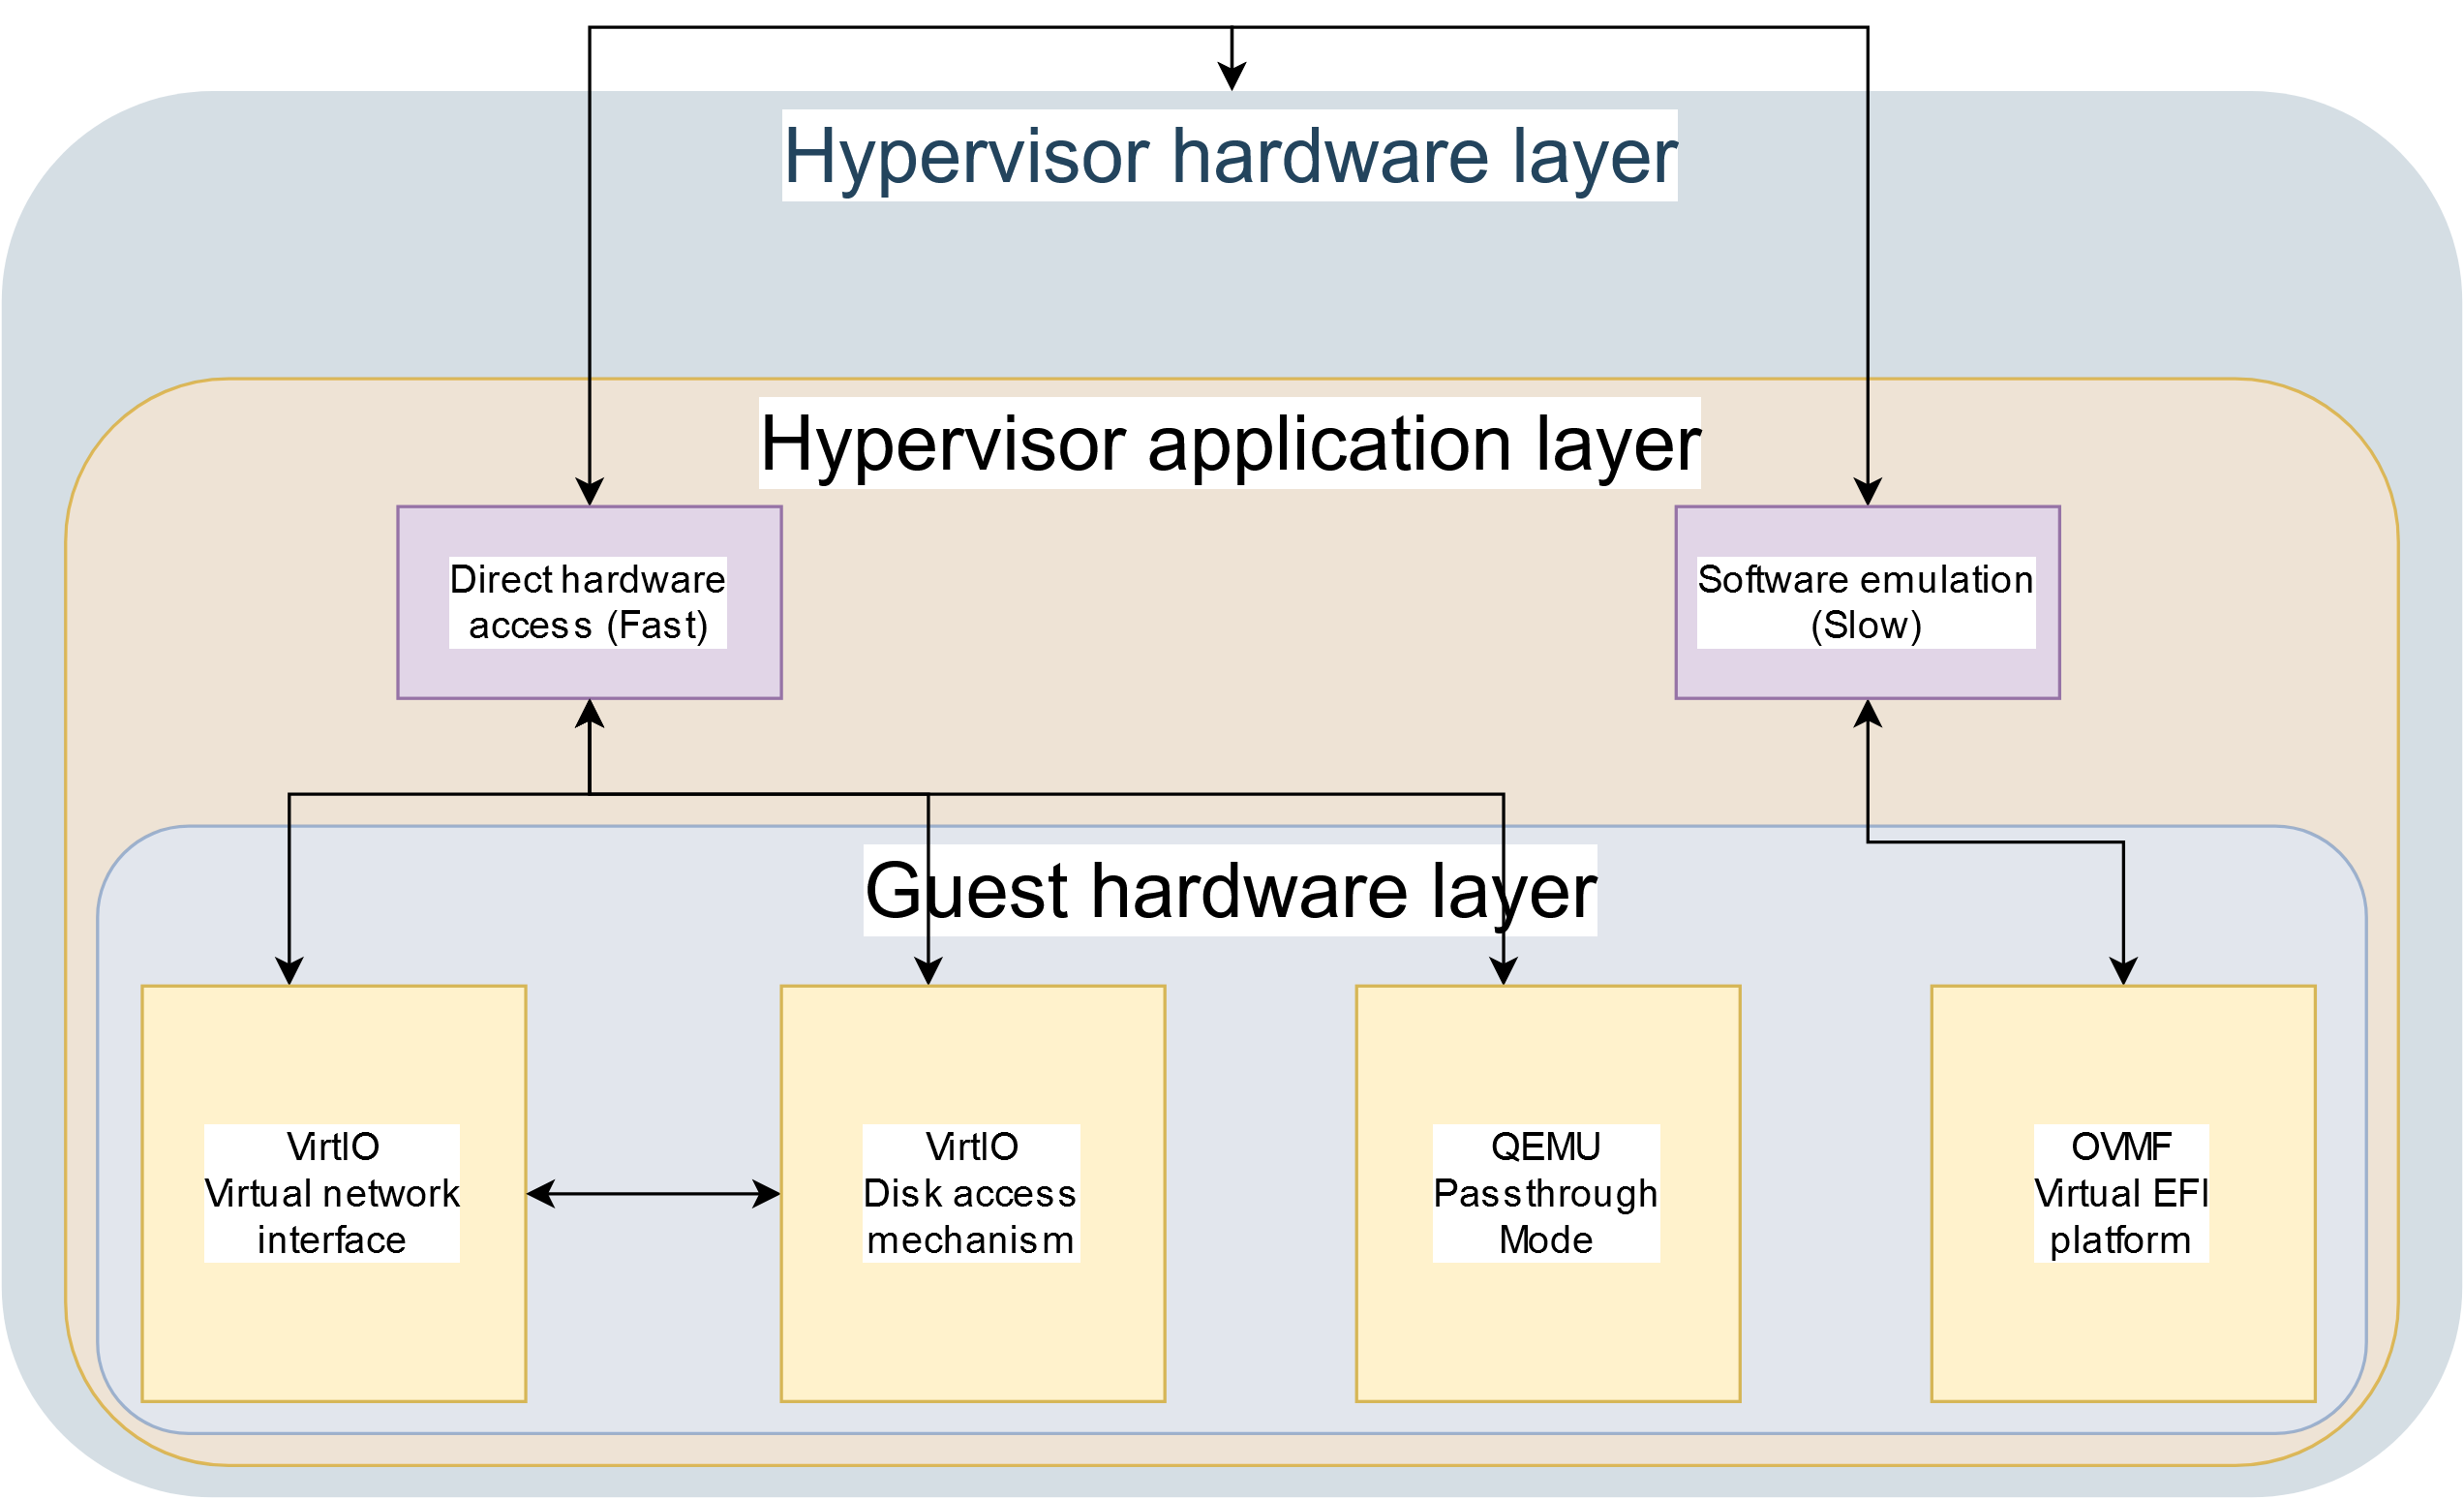 Hypervisor hardware layer
Hypervisor application layer
Direct hardware
access (Fast)
Software emulation
(Slow)
Guest hardware layer
VirtIO
Virtual network
interface
VirtIO
Disk access
mechanism
QEMU
Passthrough
Mode
OVMF
Virtual EFI
platform